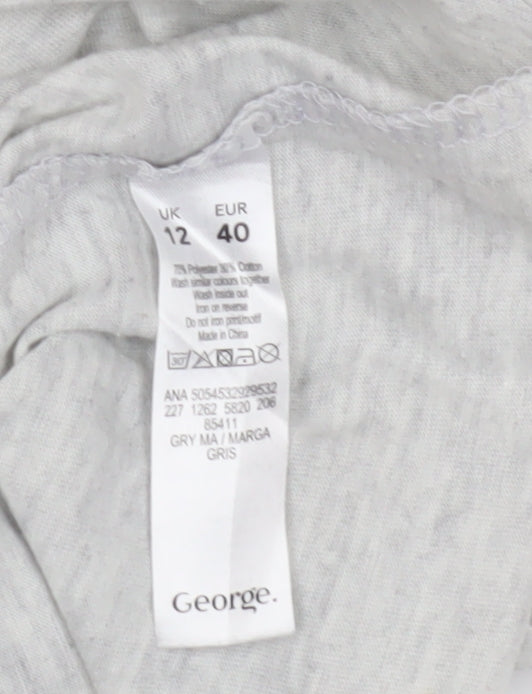 UK EUR
12 40
70% Polyester 30% Cotton
Wash similar colours together
Wash inside out
Iron on reverse
Do not iron print/motif
Made in China
30°
ANA 5054532929532
227 1262 5820 206
85411
GRY MA / MARGA
GRIS
George.